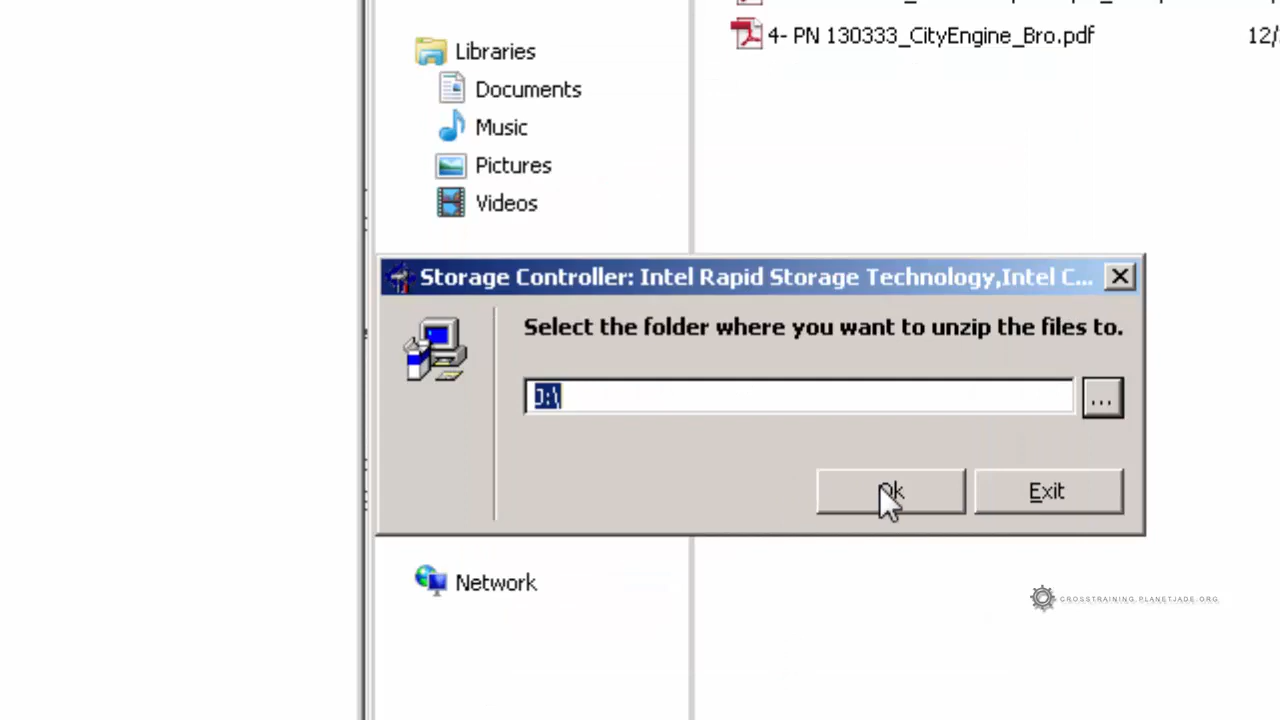 4- PN 130333_CityEngine_Bro.pdf
12/
Libraries
Documents
Music
Pictures
Videos
Storage Controller: Intel Rapid Storage Technology,Intel C...
Select the folder where you want to unzip the files to.
...
Ok
Exit
Network
CROSSTRAINING.PLANETJADE.ORG